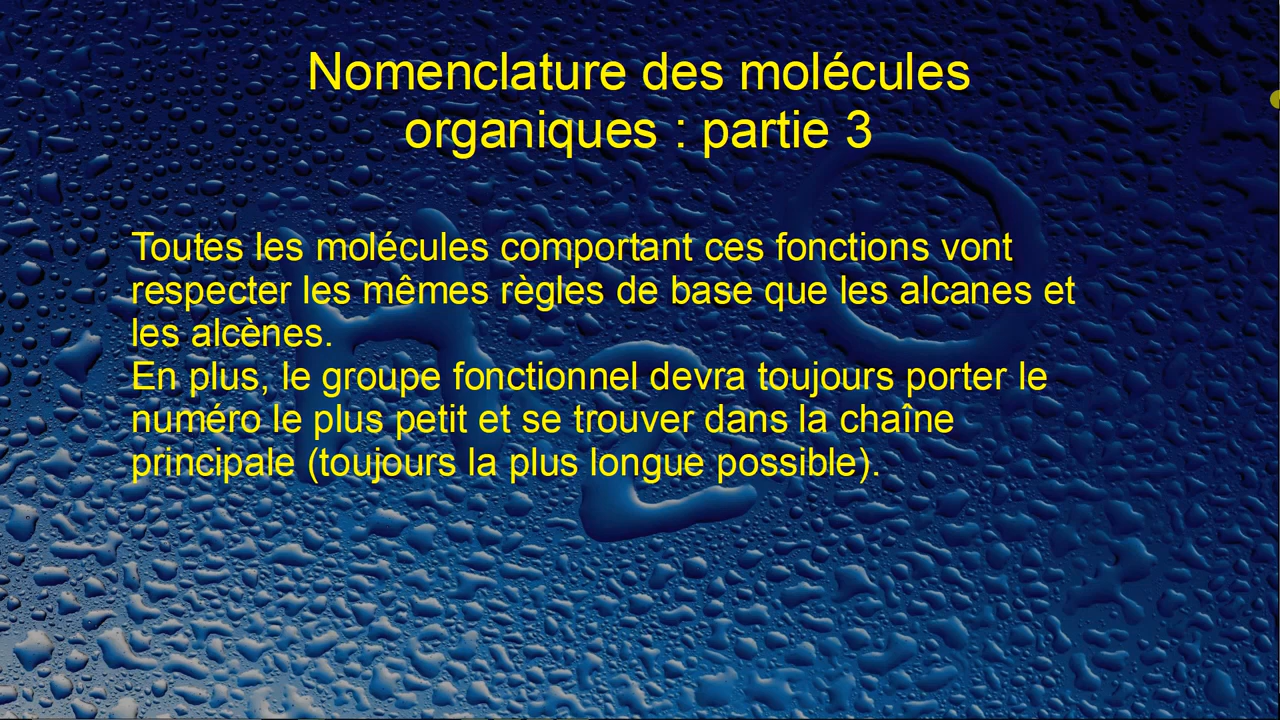 Nomenclature des molécules
organiques : partie 3
Toutes les molécules comportant ces fonctions vont
respecter les mêmes règles de base que les alcanes et
les alcènes.
En plus, le groupe fonctionnel devra toujours porter le
numéro le plus petit et se trouver dans la chaîne
principale (toujours la plus longue possible).
H2O